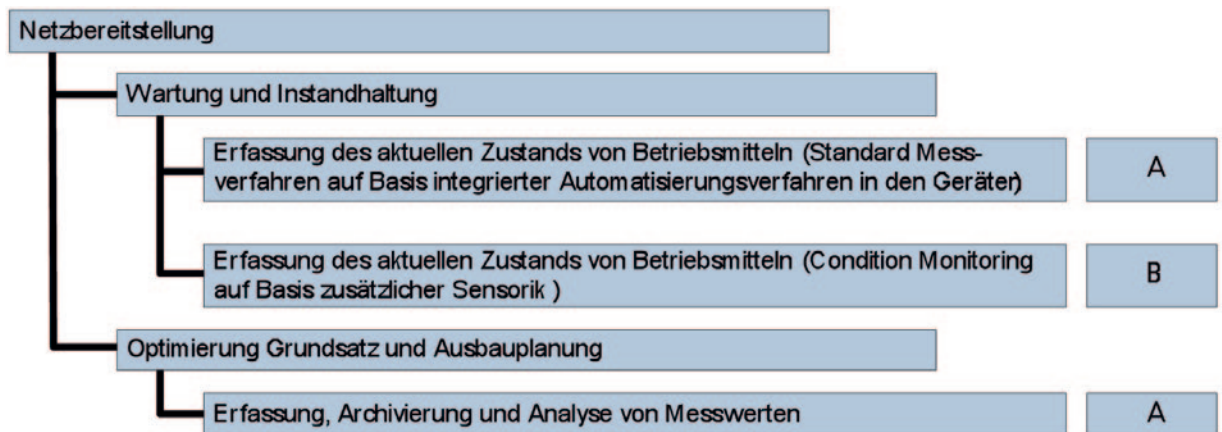 Netzbereitstellung
Wartung und Instandhaltung
Erfassung des aktuellen Zustands von Betriebsmitteln (Standard Mess-
verfahren auf Basis integrierter Automatisierungsverfahren in den Geräter)
A
Erfassung des aktuellen Zustands von Betriebsmitteln (Condition Monitoring
auf Basis zusätzlicher Sensorik )
B
Optimierung Grundsatz und Ausbauplanung
Erfassung, Archivierung und Analyse von Messwerten
A